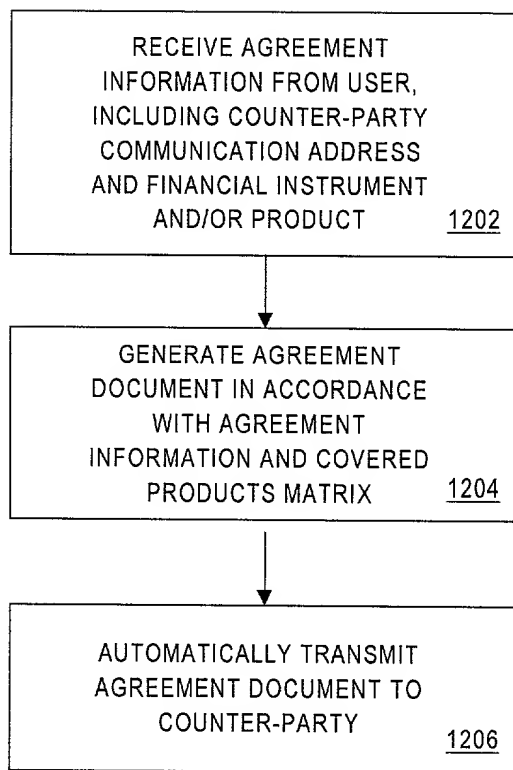 RECEIVE AGREEMENT
INFORMATION FROM USER,
INCLUDING COUNTER-PARTY
COMMUNICATION ADDRESS
AND FINANCIAL INSTRUMENT
AND/OR PRODUCT 1202
GENERATE AGREEMENT
DOCUMENT IN ACCORDANCE
WITH AGREEMENT
INFORMATION AND COVERED
PRODUCTS MATRIX 1204
AUTOMATICALLY TRANSMIT
AGREEMENT DOCUMENT TO
COUNTER-PARTY
1206